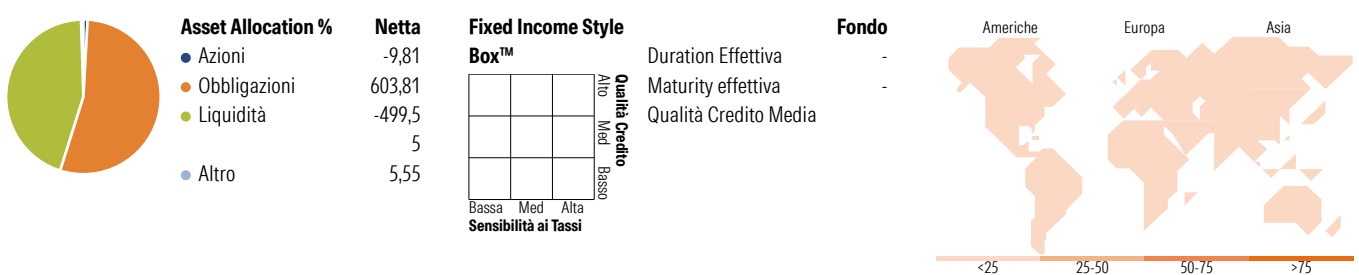 Asset Allocation % Netta
Azioni -9,81
Obbligazioni 603,81
Liquidità -499,5
5
Altro 5,55
Fixed Income Style
Box™
Alto Med Basso
Qualità Credito
Bassa Med Alta
Sensibilità ai Tassi
Fondo
Duration Effettiva -
Maturity effettiva -
Qualità Credito Media
Americhe Europa Asia
<25 25-50 50-75 >75